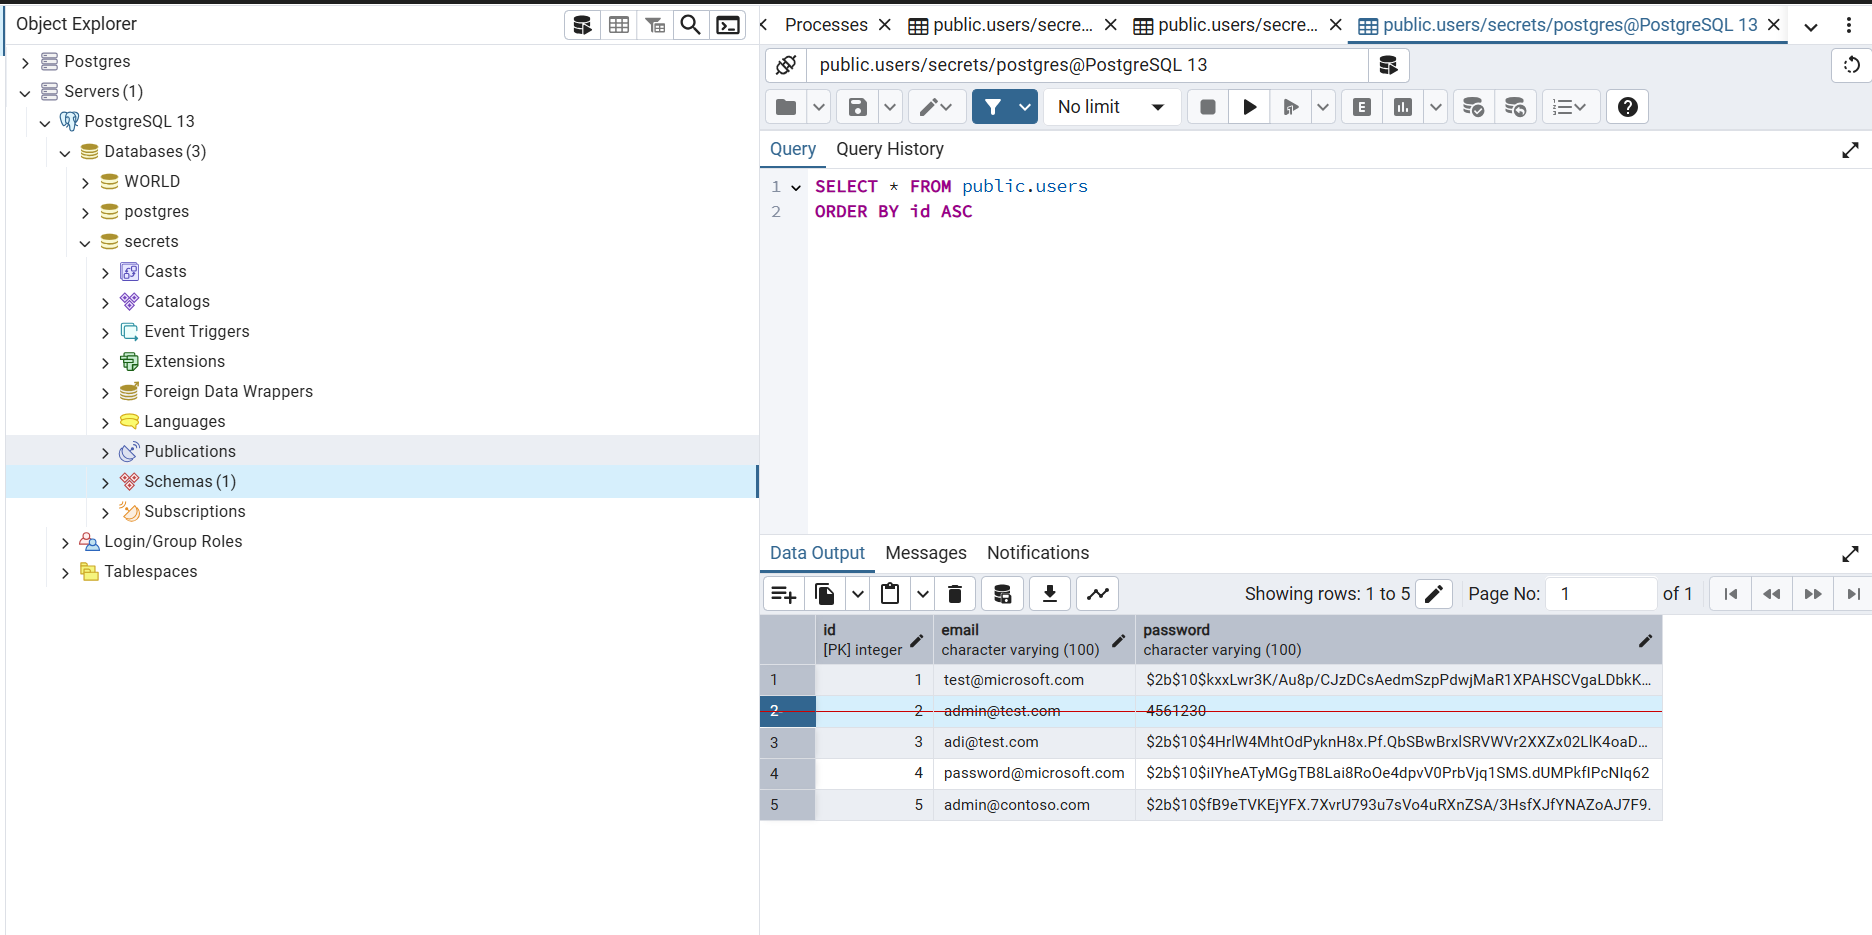 Object Explorer
Postgres
Servers (1)
PostgreSQL 13
Databases (3)
WORLD
postgres
secrets
Casts
Catalogs
Event Triggers
Extensions
Foreign Data Wrappers
Languages
Publications
Schemas (1)
Subscriptions
Login/Group Roles
Tablespaces
Processes public.users/secre... public.users/secre... public.users/secrets/postgres@PostgreSQL 13
public.users/secrets/postgres@PostgreSQL 13
No limit E
Query Query History
1 SELECT * FROM public.users
2 ORDER BY id ASC
Data Output Messages Notifications
Showing rows: 1 to 5 Page No: 1 of 1
id email password
[PK] integer character varying (100) character varying (100)
1 1 test@microsoft.com $2b$10$kxxLwr3K/Au8p/CJzDCsAedmSzpPdwjMaR1XPAHSCVgaLDbkK...
2 2 admin@test.com 4561230
3 3 adi@test.com $2b$10$4HrlW4MhtOdPyknH8x.Pf.QbSBwBrxlSRVWVr2XXZx02LlK4oaD...
4 4 password@microsoft.com $2b$10$iIYheATyMGgTB8Lai8RoOe4dpvV0PrbVjq1SMS.dUMPkfIPcNIq62
5 5 admin@contoso.com $2b$10$fB9eTVKEjYFX.7XvrU793u7sVo4uRXnZSA/3HsfXJfYNAZoAJ7F9.